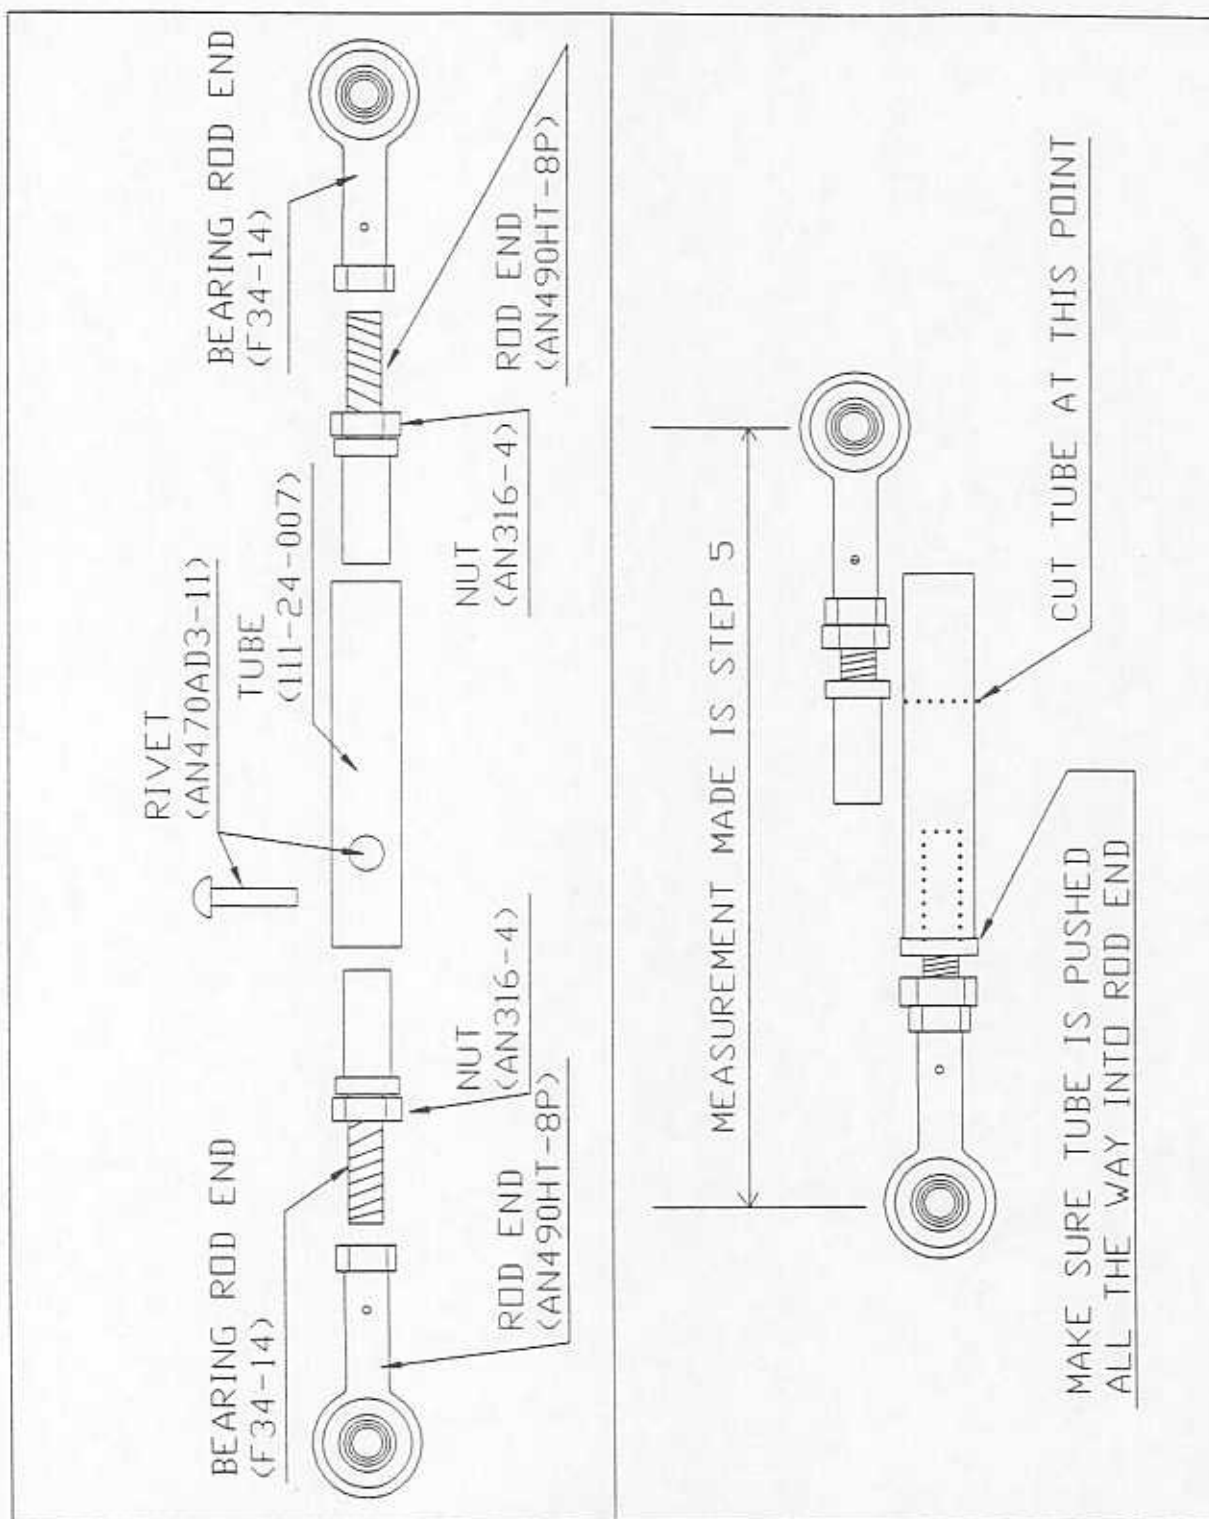 RIVET
(AN470AD3-11)
TUBE
(111-24-007)
BEARING ROD END
(F34-14)
BEARING ROD END
(F34-14)
NUT
(AN316-4)
NUT
(AN316-4)
ROD END
(AN490HT-8P)
ROD END
(AN490HT-8P)
MEASUREMENT MADE IS STEP 5
MAKE SURE TUBE IS PUSHED
ALL THE WAY INTO ROD END
CUT TUBE AT THIS POINT